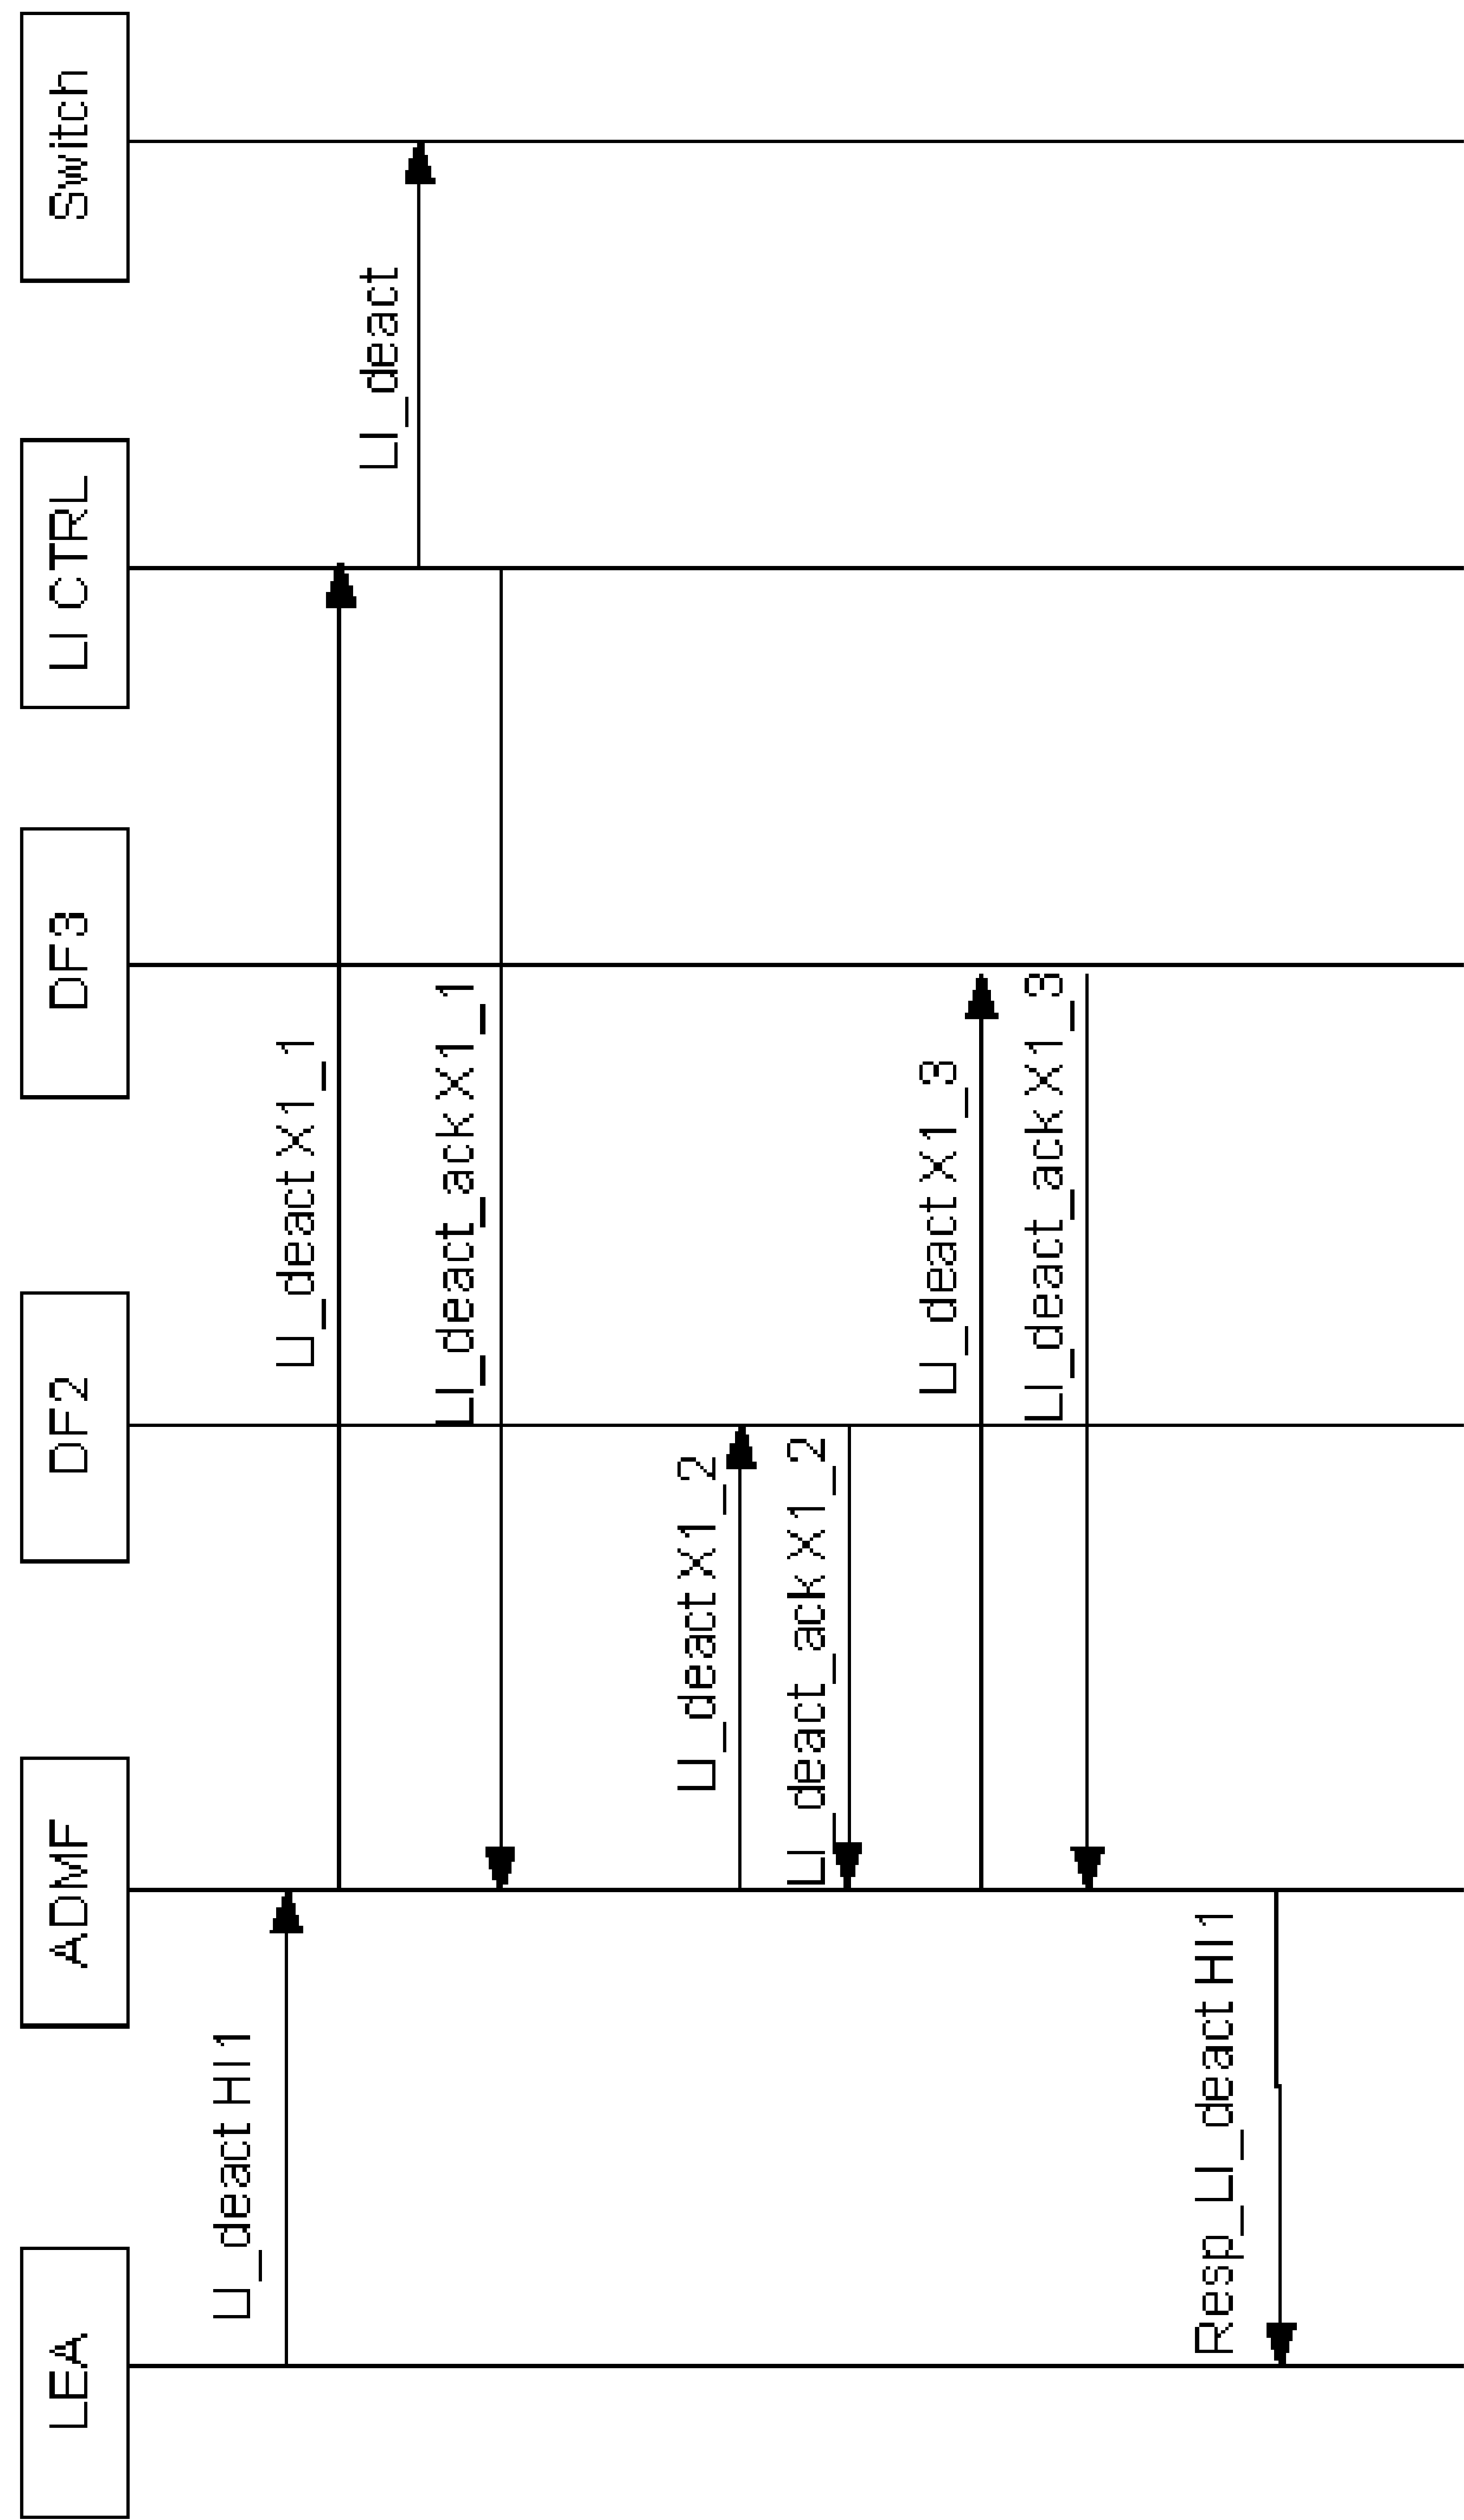 LEA
ADMF
DF2
DF3
LI CTRL
Switch
LI_deact HI1
LI_deact X1_1
LI_deact
LI_deact_ack X1_1
LI_deact X1_2
LI_deact_ack X1_2
LI_deact X1_3
LI_deact_ack X1_3
Resp_LI_deact HI1